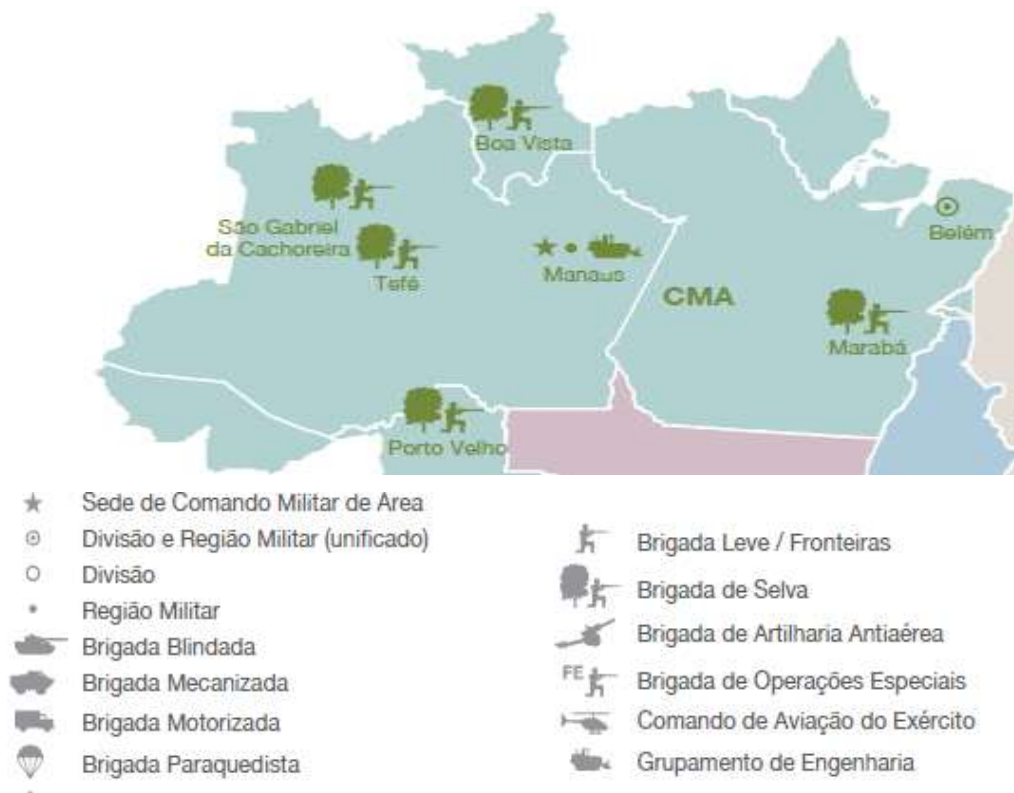 Boa Vista
São Gabriel
da Cachoreira
Tefé
Manaus
Belém
CMA
Marabá
Porto Velho
Sede de Comando Militar de Area
Divisão e Região Militar (unificado)
Divisão
Região Militar
Brigada Blindada
Brigada Mecanizada
Brigada Motorizada
Brigada Paraquedista
Brigada Leve / Fronteiras
Brigada de Selva
Brigada de Artilharia Antiaérea
FE
Brigada de Operações Especiais
Comando de Aviação do Exército
Grupamento de Engenharia